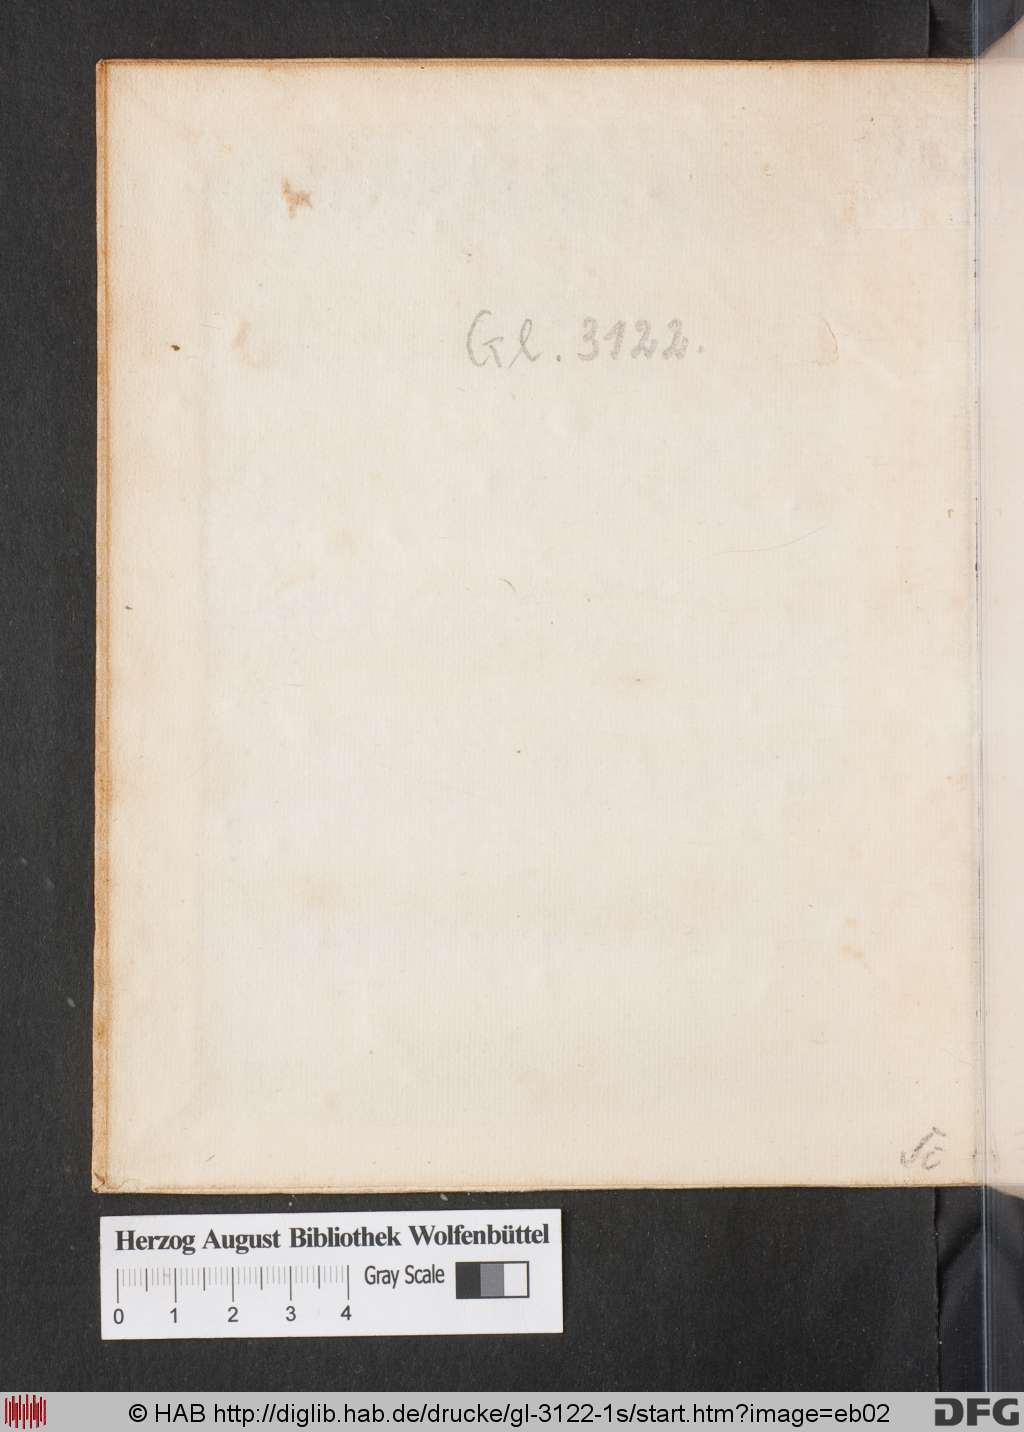 Gl. 3122.
Herzog August Bibliothek Wolfenbüttel
Gray Scale
0 1 2 3 4
© HAB http://diglib.hab.de/drucke/gl-3122-1s/start.htm?image=eb02
DFG